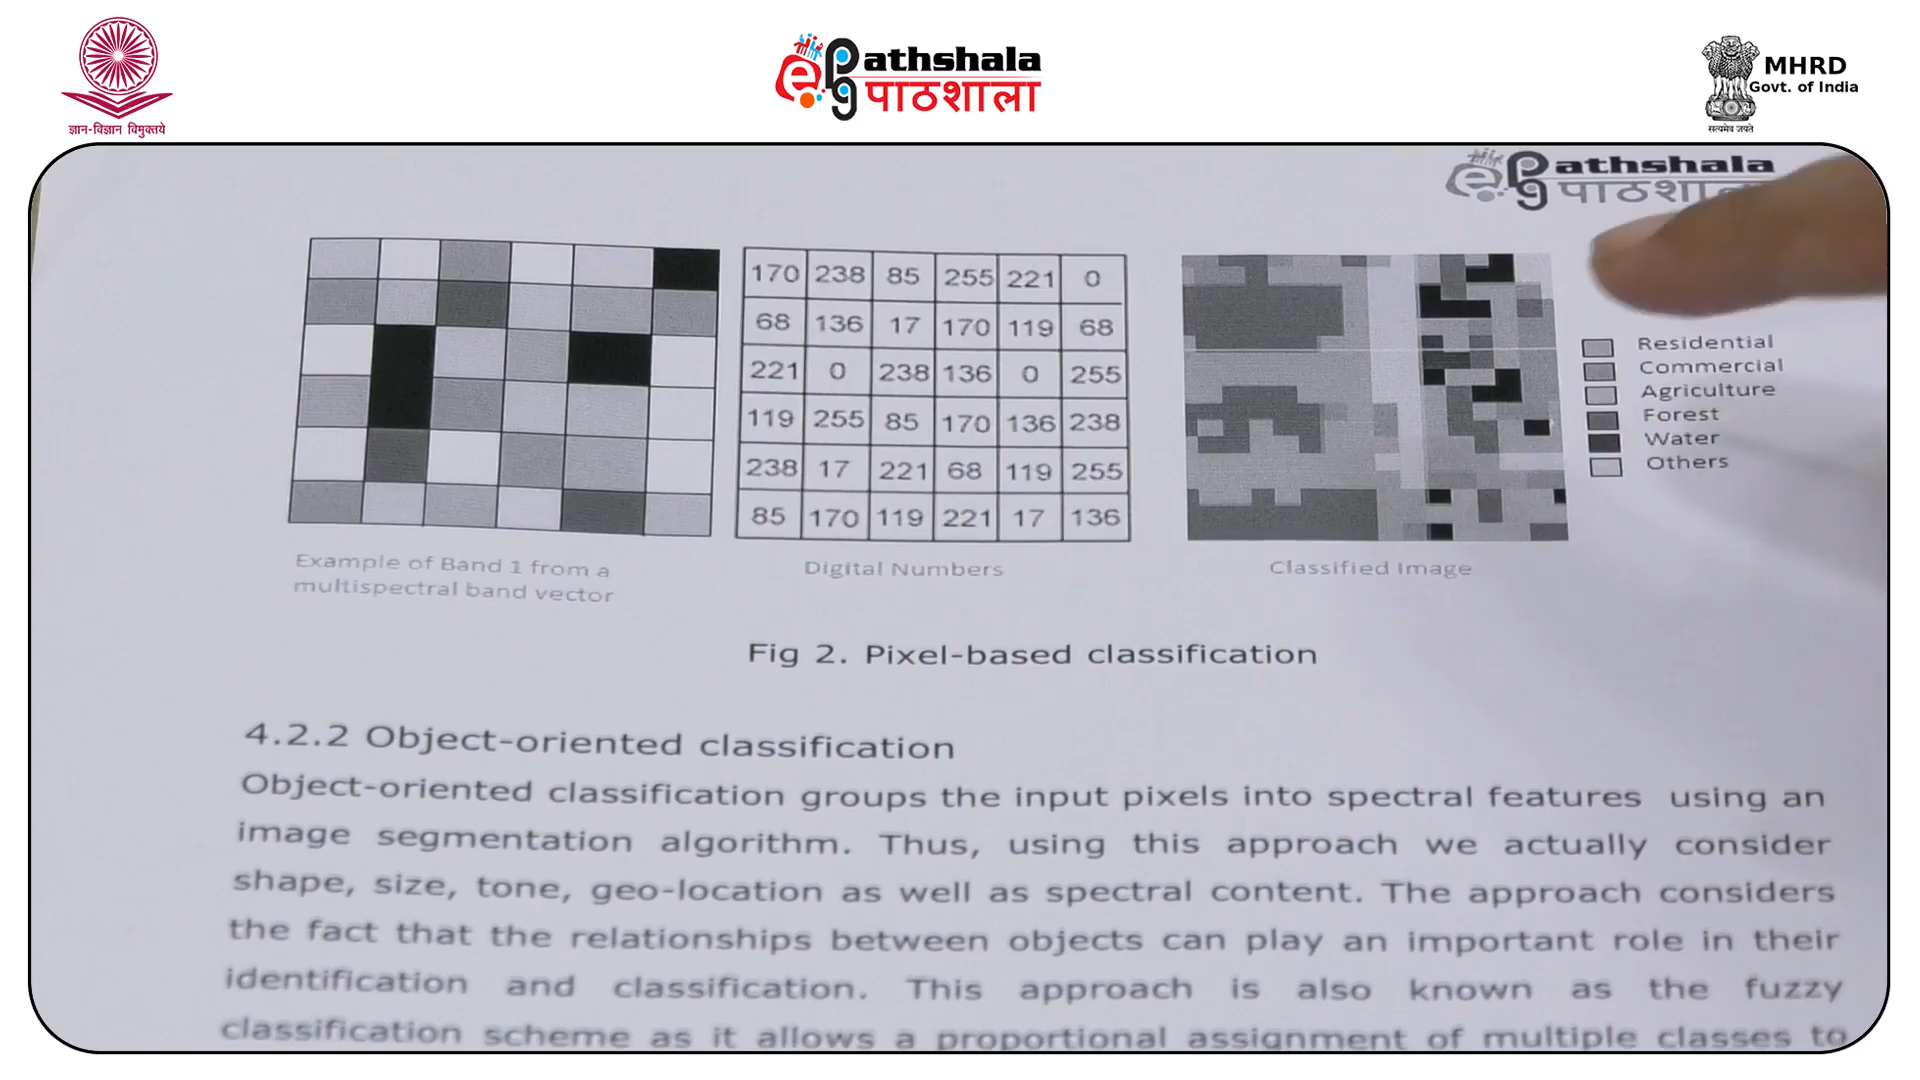 ज्ञान-विज्ञान विमुक्तये
ePG athshala
पाठशाला
MHRD
Govt. of India
सत्यमेव जयते
ePG athshala
पाठशाला
170 238 85 255 221 0
68 136 17 170 119 68
221 0 238 136 0 255
119 255 85 170 136 238
238 17 221 68 119 255
85 170 119 221 17 136
Residential
Commercial
Agriculture
Forest
Water
Others
Example of Band 1 from a
multispectral band vector
Digital Numbers
Classified Image
Fig 2. Pixel-based classification
4.2.2 Object-oriented classification
Object-oriented classification groups the input pixels into spectral features using an
image segmentation algorithm. Thus, using this approach we actually consider
shape, size, tone, geo-location as well as spectral content. The approach considers
the fact that the relationships between objects can play an important role in their
identification and classification. This approach is also known as the fuzzy
classification scheme as it allows a proportional assignment of multiple classes to